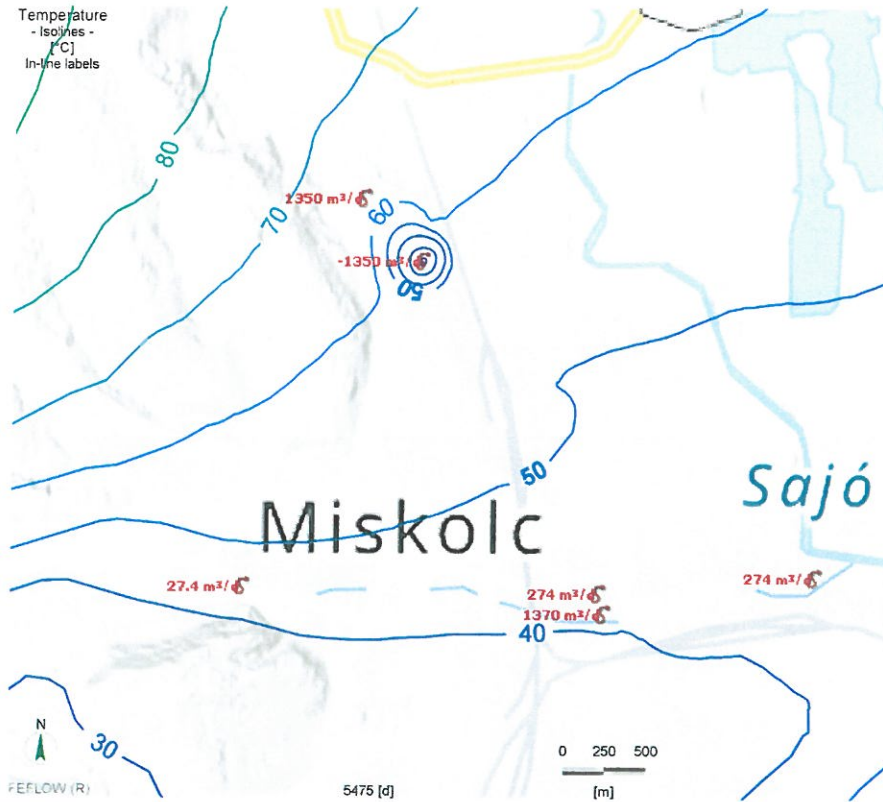 Temperature
- Isolines -
[°C]
In-line labels
80
1350 m³/d
60
70
-1350 m³/d
50
50
Sajó
Miskolc
27.4 m³/d
274 m³/d
274 m³/d
1370 m³/d
40
N
30
0 250 500
FEFLOW (R)
5475 [d]
[m]